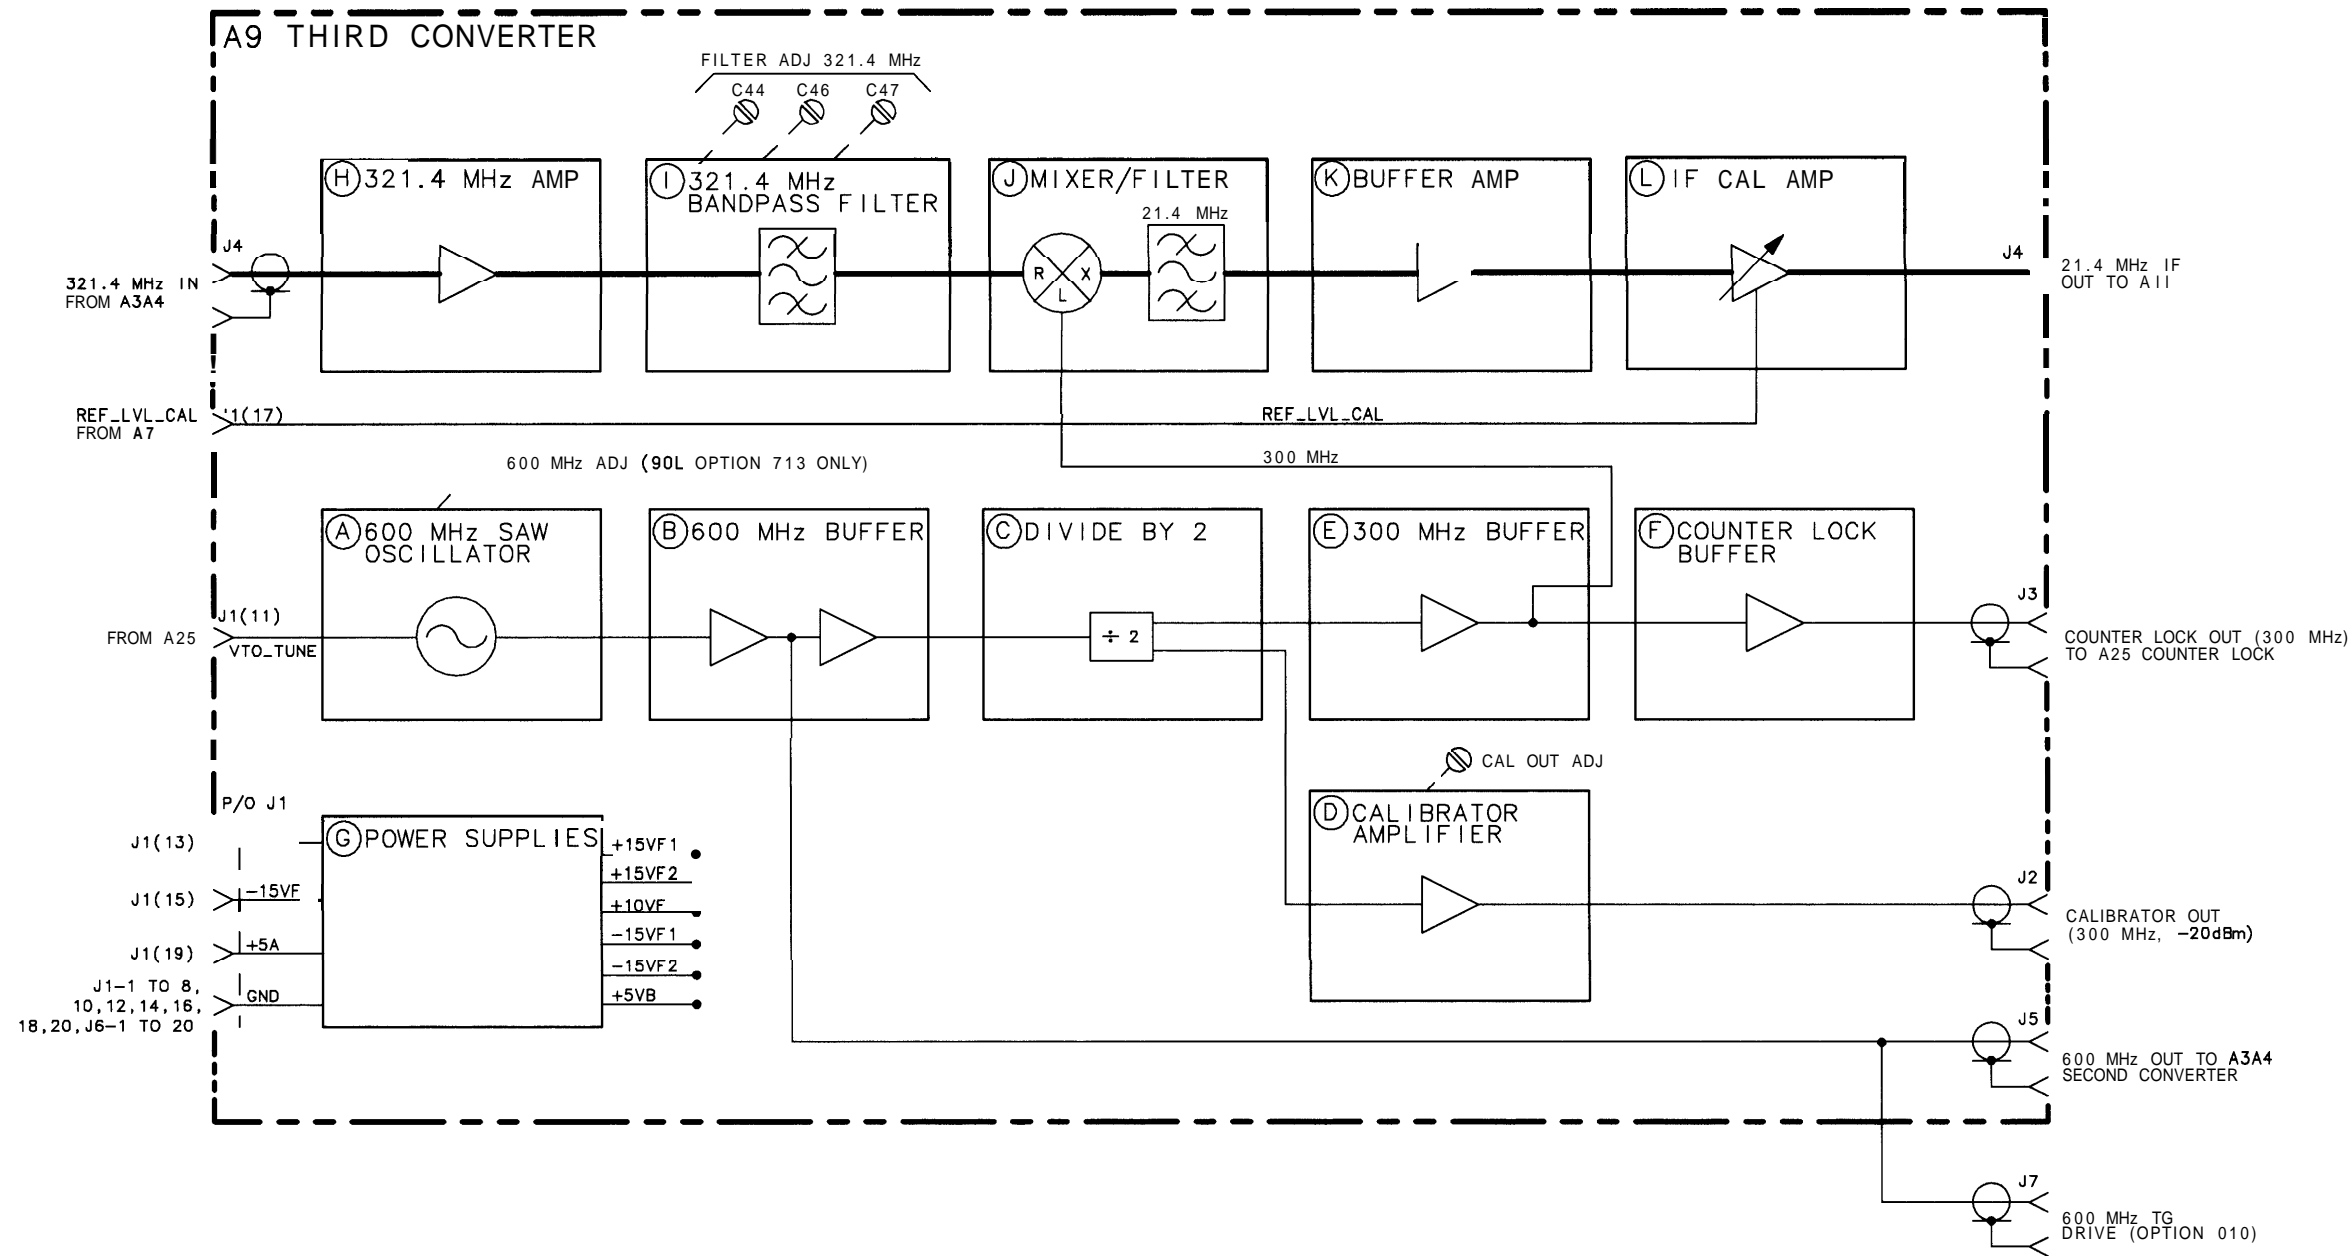 A9 THIRD CONVERTER
FILTER ADJ 321.4 MHz
C44 C46 C47
H 321.4 MHz AMP
I 321.4 MHz
BANDPASS FILTER
J MIXER/FILTER
21.4 MHz
K BUFFER AMP
L IF CAL AMP
J4
321.4 MHz IN
FROM A3A4
R X
L
J4
21.4 MHz IF
OUT TO A11
REF_LVL_CAL
FROM A7
'1(17)
REF_LVL_CAL
600 MHz ADJ (90L OPTION 713 ONLY)
300 MHz
A 600 MHz SAW
OSCILLATOR
B 600 MHz BUFFER
C DIVIDE BY 2
E 300 MHz BUFFER
F COUNTER LOCK
BUFFER
J1(11)
FROM A25
VTO_TUNE
÷ 2
J3
COUNTER LOCK OUT (300 MHz)
TO A25 COUNTER LOCK
CAL OUT ADJ
D CALIBRATOR
AMPLIFIER
P/O J1
J1(13)
J1(15)
-15VF
J1(19)
+5A
J1-1 TO 8,
10,12,14,16,
18,20,J6-1 TO 20
GND
G POWER SUPPLIES
+15VF1
+15VF2
+10VF
-15VF1
-15VF2
+5VB
J2
CALIBRATOR OUT
(300 MHz, -20dBm)
J5
600 MHz OUT TO A3A4
SECOND CONVERTER
J7
600 MHz TG
DRIVE (OPTION 010)